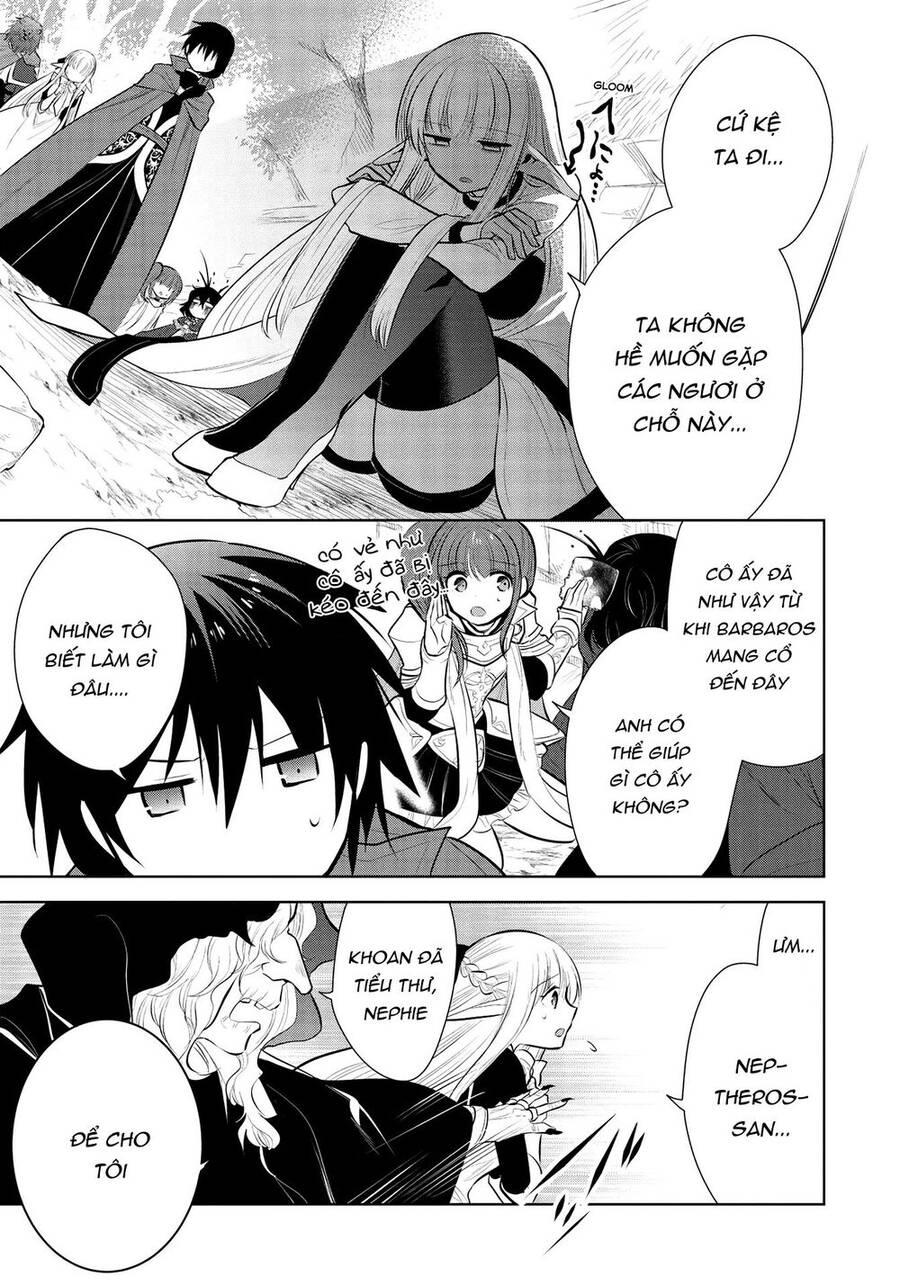 CỨ KỆ
TA ĐI...
GLOOM
TA KHÔNG
HỀ MUỐN GẶP
CÁC NGƯƠI Ở
CHỖ NÀY...
CÔ ẤY ĐÃ
NHƯ VẬY TỪ
KHI BARBAROS
MANG CỔ
ĐẾN ĐÂY
ANH CÓ
THỂ GIÚP
GÌ CÔ ẤY
KHÔNG?
có vẻ như
cô ấy đã bị
kéo đến đây...
NHƯNG TÔI
BIẾT LÀM GÌ
ĐÂU....
ƯM...
NEP-
THEROS-
SAN...
KHOAN ĐÃ
TIỂU THƯ,
NEPHIE
ĐỂ CHO
TÔI